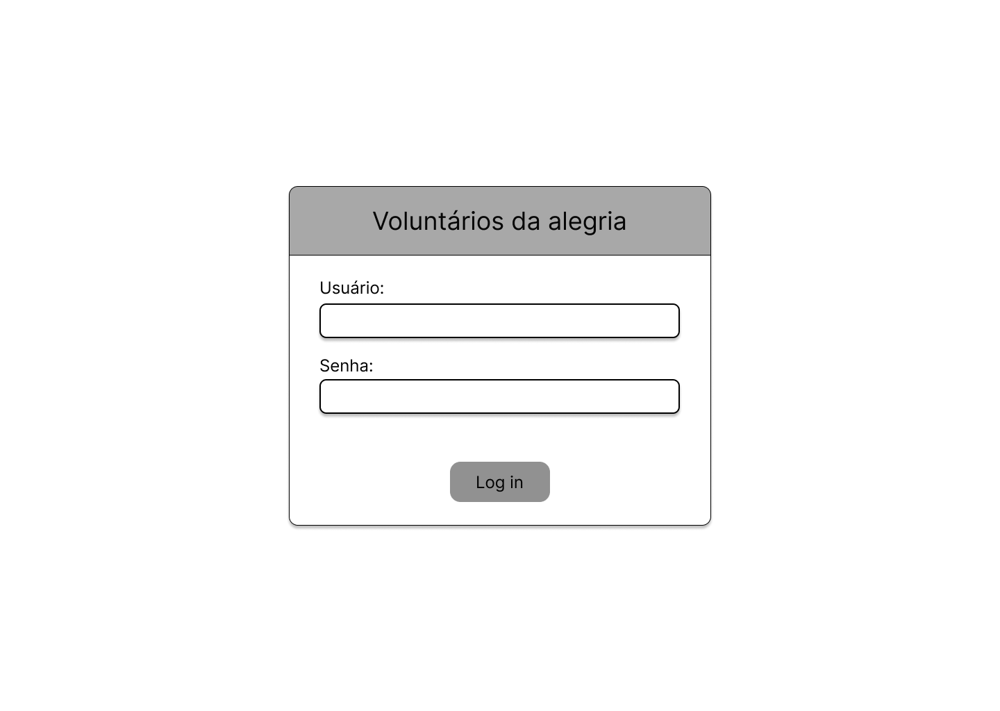 Voluntários da alegria
Usuário:
Senha:
Log in